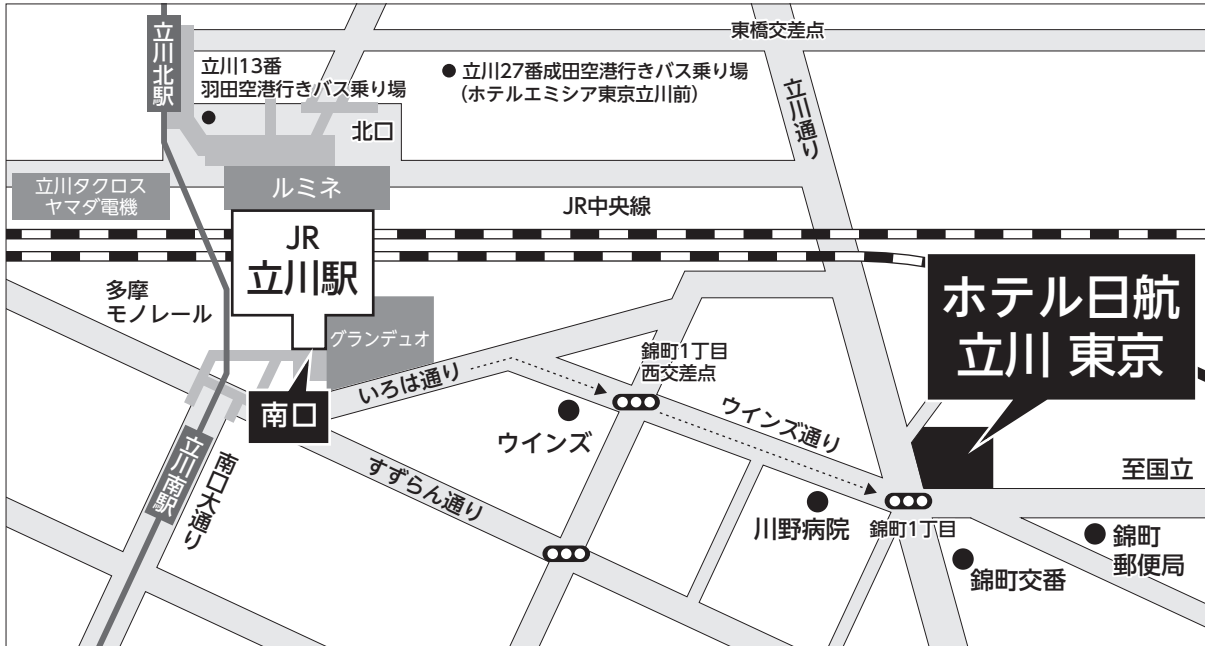 東橋交差点
立川北駅
立川13番
羽田空港行きバス乗り場
立川27番成田空港行きバス乗り場
(ホテルエミシア東京立川前)
立川通り
北口
立川タクロス
ヤマダ電機
ルミネ
JR中央線
JR
立川駅
多摩
モノレール
グランデュオ
ホテル日航
立川 東京
錦町1丁目
西交差点
いろは通り
南口
ウインズ
ウインズ通り
至国立
立川南駅
南口大通り
すずらん通り
川野病院
錦町1丁目
錦町
郵便局
錦町交番